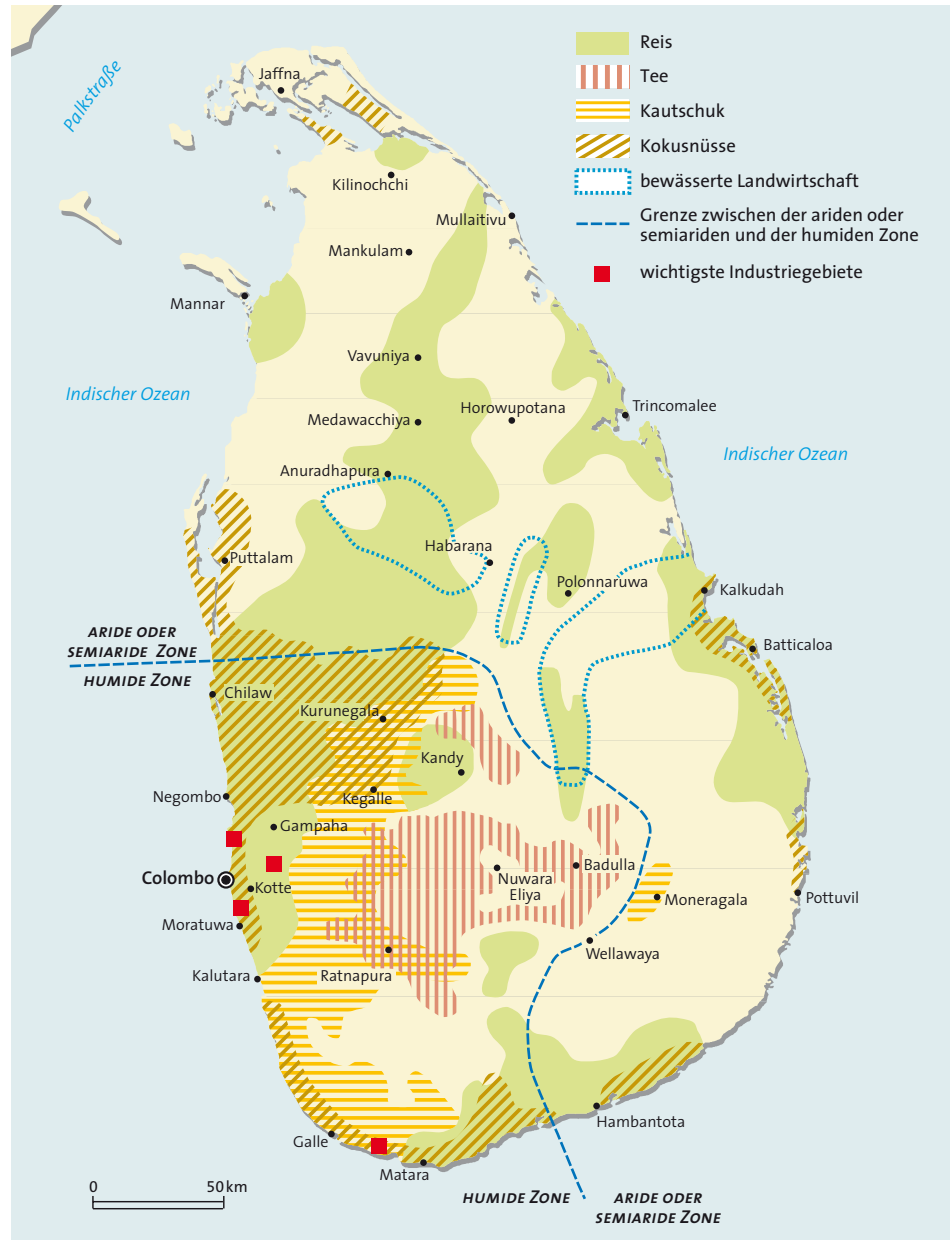 Reis
Tee
Kautschuk
Kokusnüsse
bewässerte Landwirtschaft
Grenze zwischen der ariden oder
semiariden und der humiden Zone
wichtigste Industriegebiete
Palkstraße
Jaffna
Kilinochchi
Mullaitivu
Mankulam
Mannar
Vavuniya
Indischer Ozean
Medawacchiya
Horowupotana
Trincomalee
Indischer Ozean
Anuradhapura
Habarana
Puttalam
Polonnaruwa
Kalkudah
ARIDE ODER
SEMIARIDE ZONE
HUMIDE ZONE
Batticaloa
Chilaw
Kurunegala
Kandy
Negombo
Kegalle
Gampaha
Colombo
Kotte
Nuwara
Eliya
Badulla
Moneragala
Pottuvil
Moratuwa
Wellawaya
Kalutara
Ratnapura
Hambantota
Galle
Matara
0 50 km
HUMIDE ZONE
ARIDE ODER
SEMIARIDE ZONE